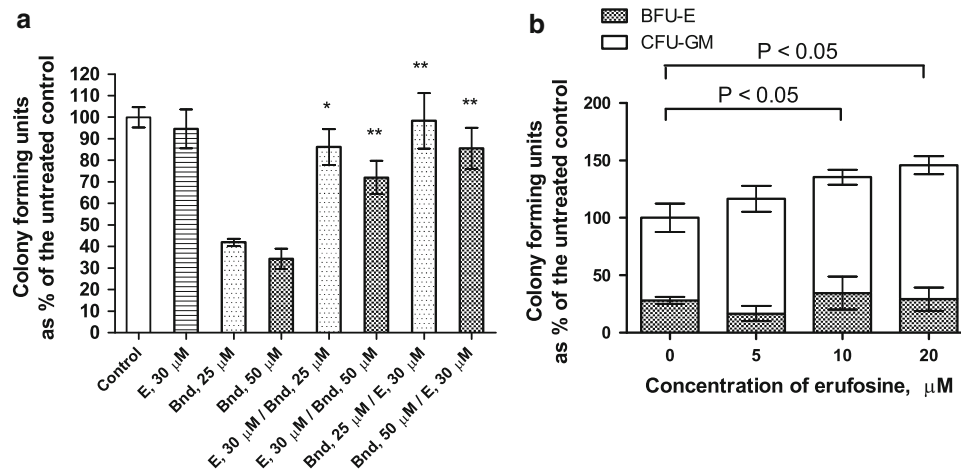 a
Colony forming units
as % of the untreated control
120
110
100
90
80
70
60
50
40
30
20
10
0
*
**
**
**
Control
E, 30 μM
Bnd, 25 μM
Bnd, 50 μM
E, 30 μM / Bnd, 25 μM
E, 30 μM / Bnd, 50 μM
Bnd, 25 μM / E, 30 μM
Bnd, 50 μM / E, 30 μM
b
BFU-E
CFU-GM
P < 0.05
P < 0.05
Colony forming units
as % of the untreated control
200
150
100
50
0
0 5 10 20
Concentration of erufosine, μM